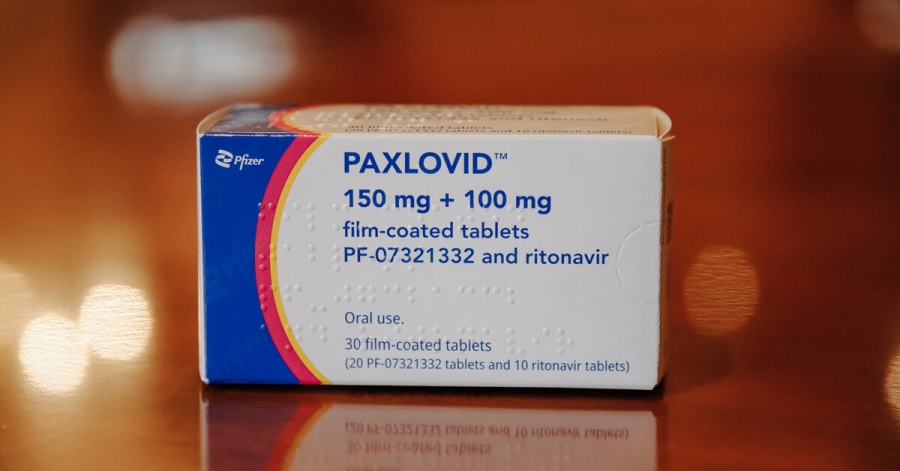 Pfizer
PAXLOVID™
150 mg + 100 mg
film-coated tablets
PF-07321332 and ritonavir
Oral use.
30 film-coated tablets
(20 PF-07321332 tablets and 10 ritonavir tablets)